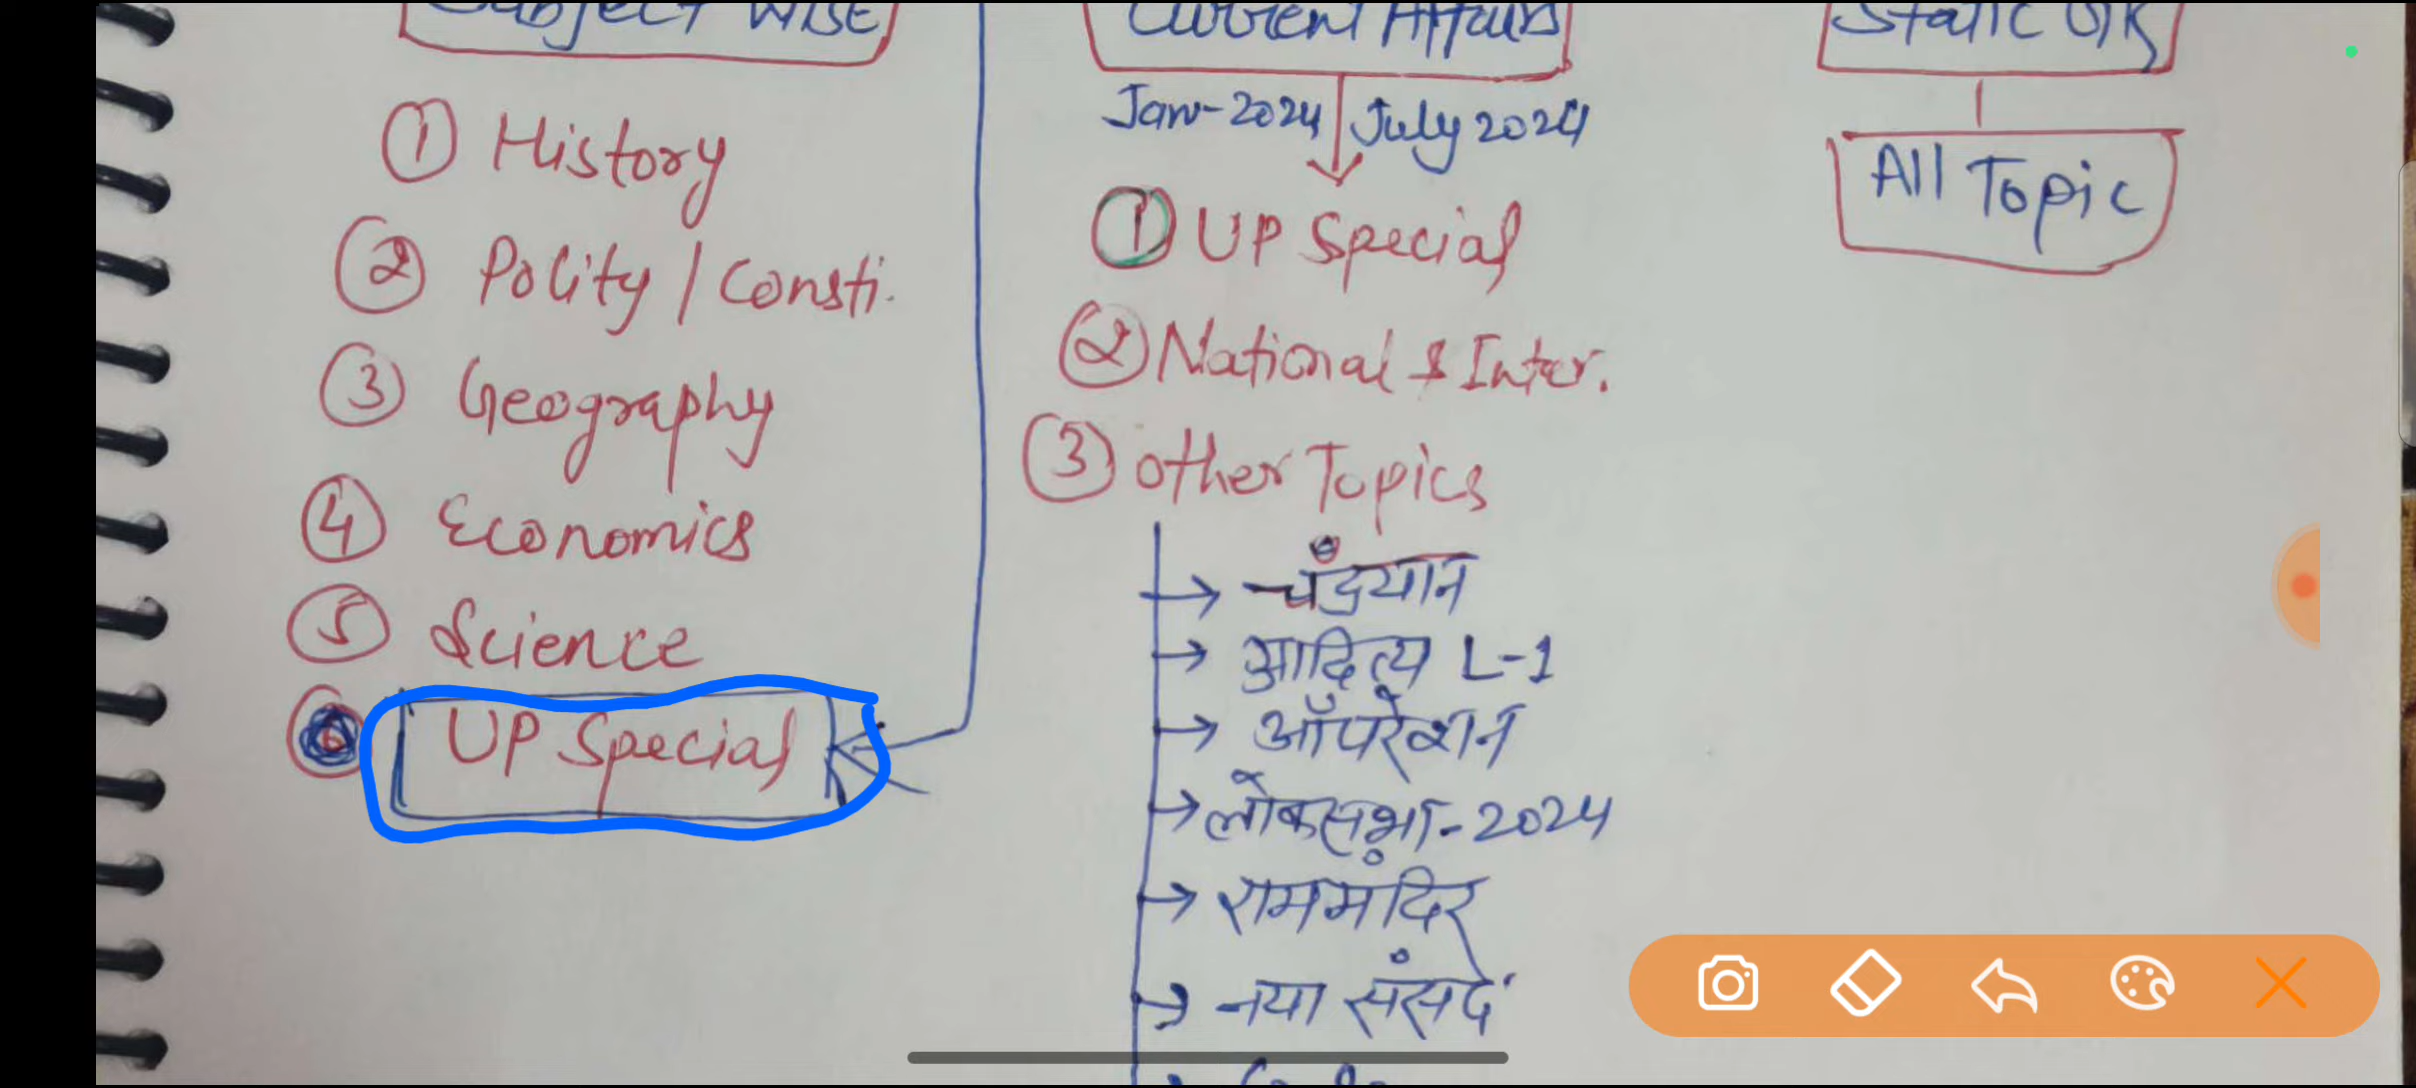 Subject Wise
① History
② Polity / Consti.
③ Geography
④ Economics
⑤ Science
⑥ UP Special
Current Affairs
Jan-2024 July 2024
① UP Special
② National & Inter.
③ Other Topics
→ चंद्रयान
→ आदित्य L-1
→ ऑपरेशन
→ लोकसभा-2024
→ राममंदिर
→ नया संसद
Static GK
All Topic